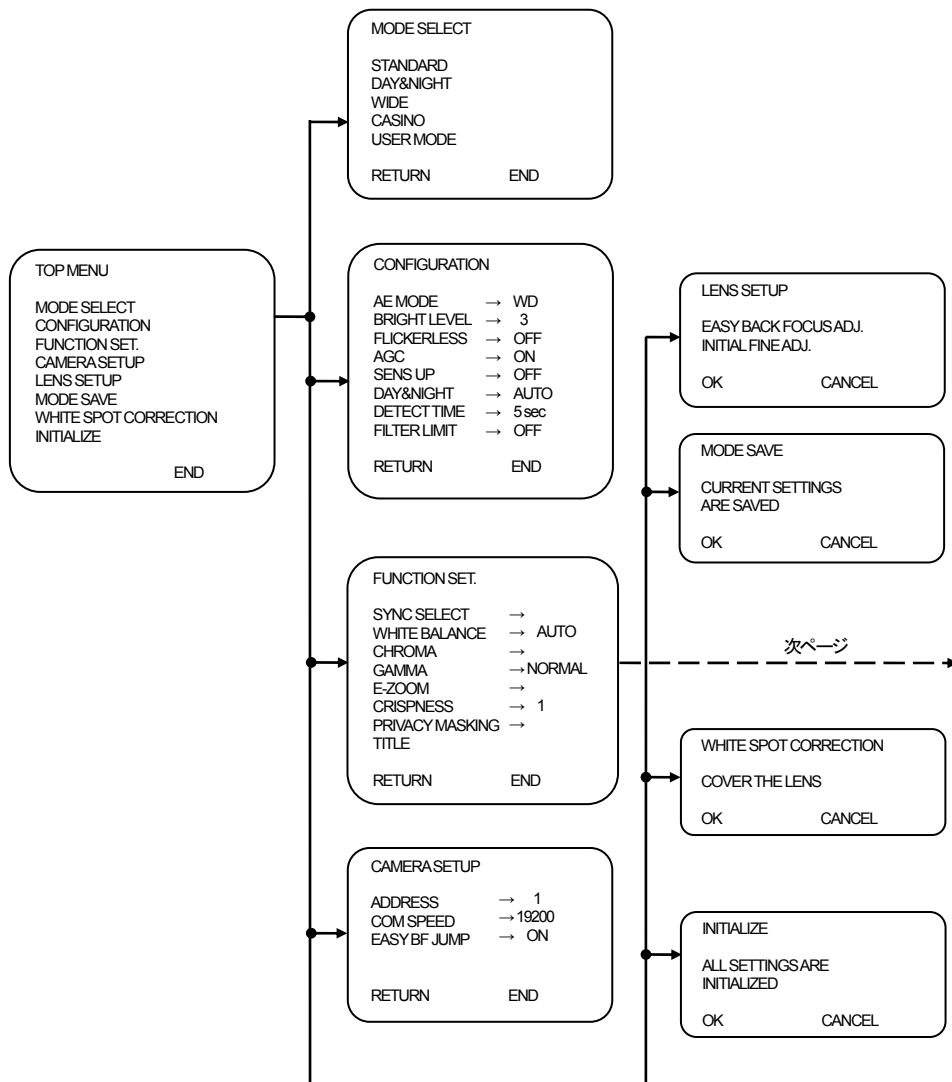 MODE SELECT
STANDARD
DAY&NIGHT
WIDE
CASINO
USER MODE
RETURN END
TOP MENU
MODE SELECT
CONFIGURATION
FUNCTION SET.
CAMERA SETUP
LENS SETUP
MODE SAVE
WHITE SPOT CORRECTION
INITIALIZE
END
CONFIGURATION
AE MODE → WD
BRIGHT LEVEL → 3
FLICKERLESS → OFF
AGC → ON
SENS UP → OFF
DAY&NIGHT → AUTO
DETECT TIME → 5 sec
FILTER LIMIT → OFF
RETURN END
FUNCTION SET.
SYNC SELECT →
WHITE BALANCE → AUTO
CHROMA →
GAMMA → NORMAL
E-ZOOM →
CRISPNESS → 1
PRIVACY MASKING →
TITLE
RETURN END
次ページ
CAMERA SETUP
ADDRESS → 1
COM SPEED → 19200
EASY BF JUMP → ON
RETURN END
LENS SETUP
EASY BACK FOCUS ADJ.
INITIAL FINE ADJ.
OK CANCEL
MODE SAVE
CURRENT SETTINGS
ARE SAVED
OK CANCEL
WHITE SPOT CORRECTION
COVER THE LENS
OK CANCEL
INITIALIZE
ALL SETTINGS ARE
INITIALIZED
OK CANCEL